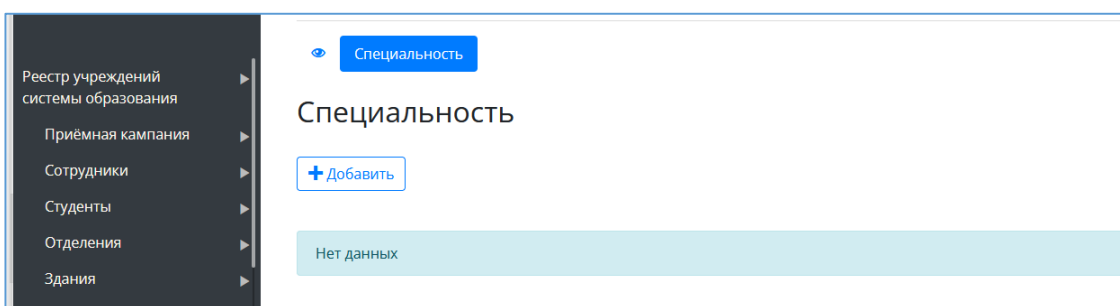 Реестр учреждений
системы образования
Приёмная кампания
Сотрудники
Студенты
Отделения
Здания
Специальность
Специальность
Добавить
Нет данных